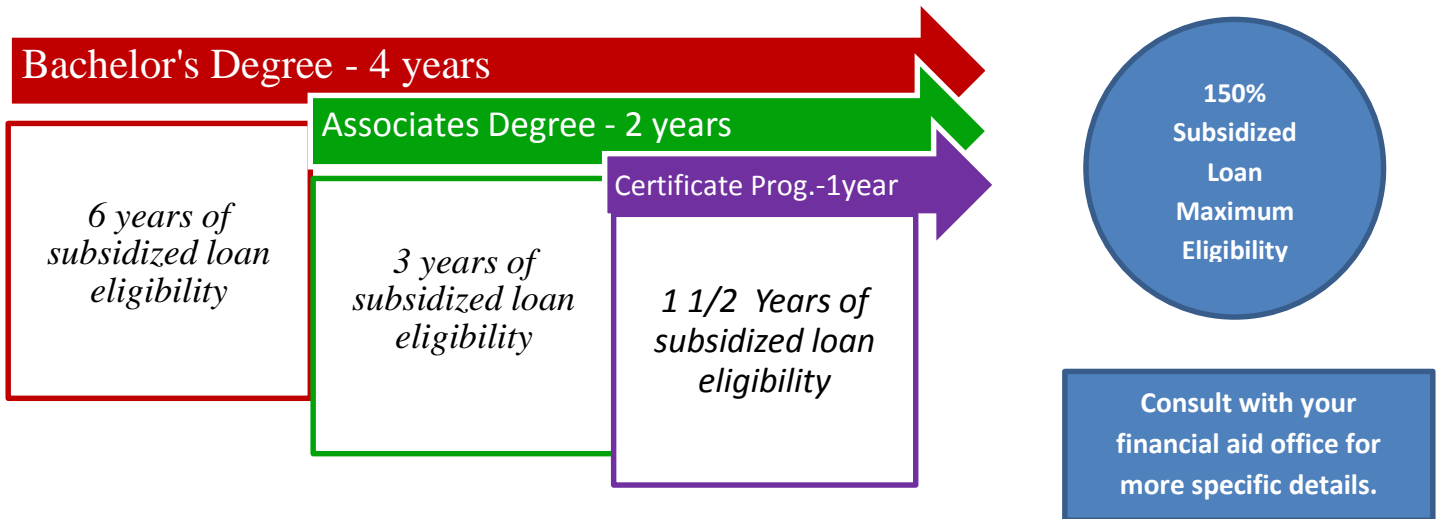 Bachelor's Degree - 4 years
6 years of
subsidized loan
eligibility
Associates Degree - 2 years
3 years of
subsidized loan
eligibility
Certificate Prog.-1year
1 1/2 Years of
subsidized loan
eligibility
150%
Subsidized
Loan
Maximum
Eligibility
Consult with your
financial aid office for
more specific details.